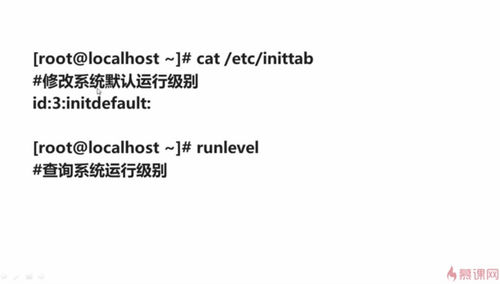 [root@localhost ~]# cat /etc/inittab
#修改系统默认运行级别
id:3:initdefault:
[root@localhost ~]# runlevel
#查询系统运行级别
慕课网